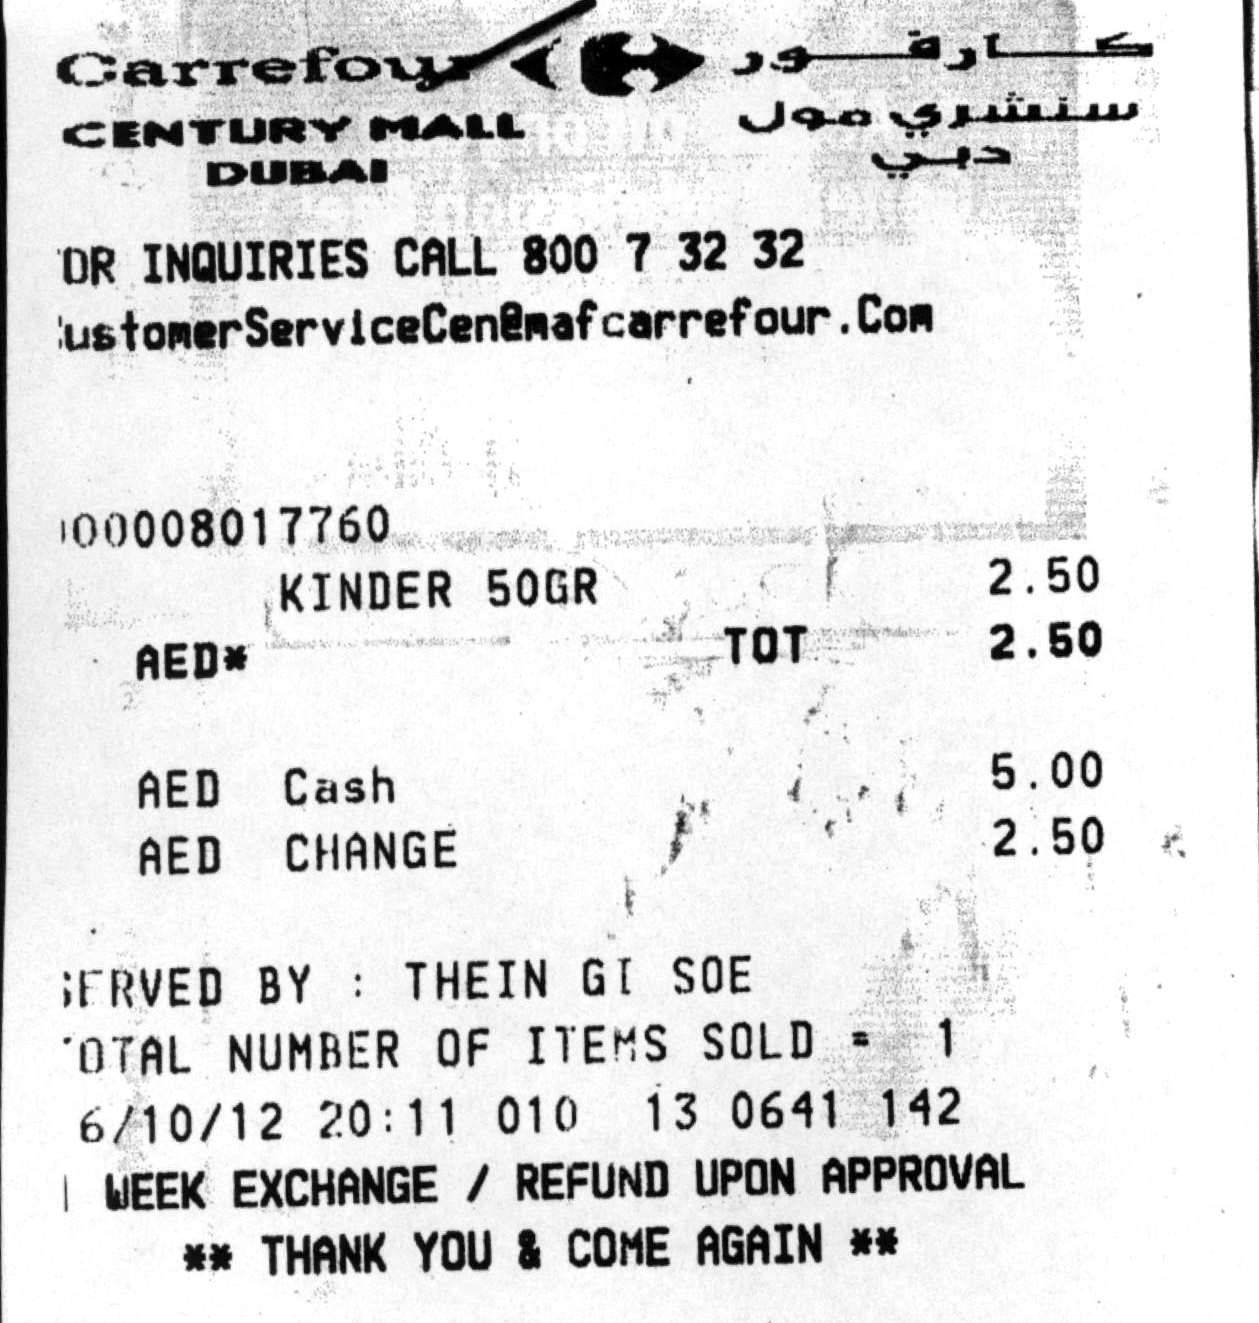 Carrefour كارفور
CENTURY MALL سنشري مول
DUBAI دبي
OR INQUIRIES CALL 800 7 32 32
ustomerServiceCen@mafcarrefour.Com
000008017760
KINDER 50GR 2.50
AED* TOT 2.50
AED Cash 5.00
AED CHANGE 2.50
SERVED BY : THEIN GI SOE
TOTAL NUMBER OF ITEMS SOLD = 1
6/10/12 20:11 010 13 0641 142
WEEK EXCHANGE / REFUND UPON APPROVAL
** THANK YOU & COME AGAIN **